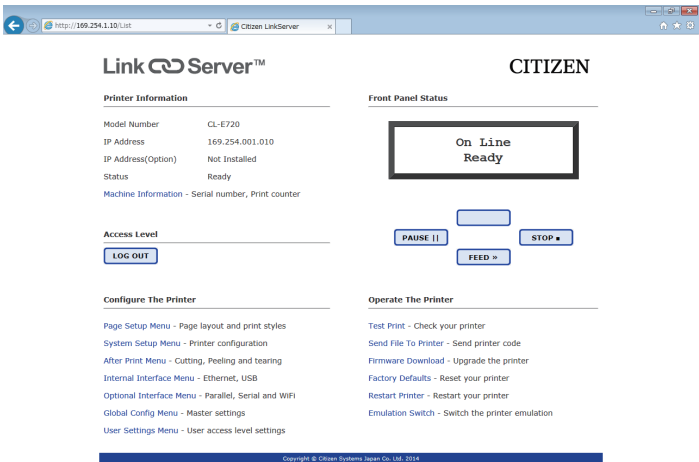 http://169.254.1.10/List
Citizen LinkServer
Link Server™
CITIZEN
Printer Information
Model Number CL-E720
IP Address 169.254.001.010
IP Address(Option) Not Installed
Status Ready
Machine Information - Serial number, Print counter
Front Panel Status
On Line
Ready
PAUSE ||
STOP ■
FEED »
Access Level
LOG OUT
Configure The Printer
Page Setup Menu - Page layout and print styles
System Setup Menu - Printer configuration
After Print Menu - Cutting, Peeling and tearing
Internal Interface Menu - Ethernet, USB
Optional Interface Menu - Parallel, Serial and WiFi
Global Config Menu - Master settings
User Settings Menu - User access level settings
Operate The Printer
Test Print - Check your printer
Send File To Printer - Send printer code
Firmware Download - Upgrade the printer
Factory Defaults - Reset your printer
Restart Printer - Restart your printer
Emulation Switch - Switch the printer emulation
Copyright © Citizen Systems Japan Co. Ltd. 2014